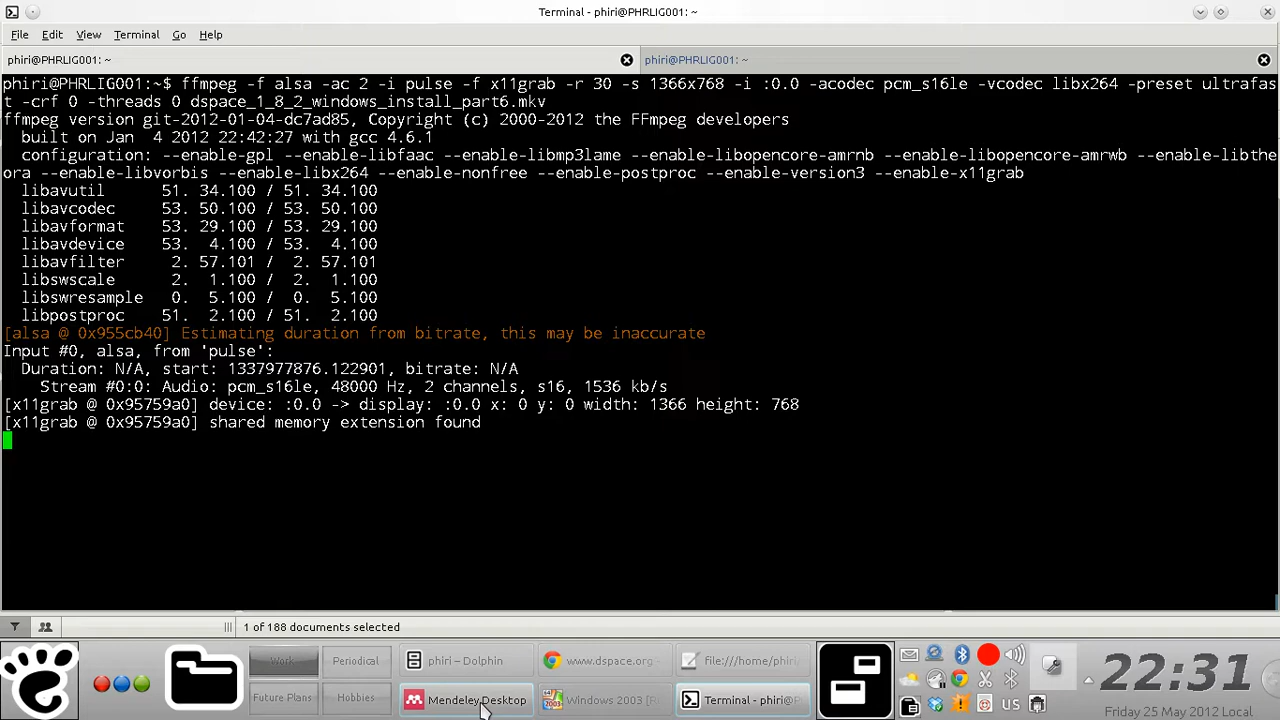 Terminal - phiri@PHRLIG001: ~
File Edit View Terminal Go Help
phiri@PHRLIG001: ~
phiri@PHRLIG001: ~
phiri@PHRLIG001:~$ ffmpeg -f alsa -ac 2 -i pulse -f x11grab -r 30 -s 1366x768 -i :0.0 -acodec pcm_s16le -vcodec libx264 -preset ultrafas
t -crf 0 -threads 0 dspace_1_8_2_windows_install_part6.mkv
ffmpeg version git-2012-01-04-dc7ad85, Copyright (c) 2000-2012 the FFmpeg developers
built on Jan  4 2012 22:42:27 with gcc 4.6.1
configuration: --enable-gpl --enable-libfaac --enable-libmp3lame --enable-libopencore-amrnb --enable-libopencore-amrwb --enable-libthe
ora --enable-libvorbis --enable-libx264 --enable-nonfree --enable-postproc --enable-version3 --enable-x11grab
libavutil 51. 34.100 / 51. 34.100
libavcodec 53. 50.100 / 53. 50.100
libavformat 53. 29.100 / 53. 29.100
libavdevice 53. 4.100 / 53. 4.100
libavfilter 2. 57.101 / 2. 57.101
libswscale 2. 1.100 / 2. 1.100
libswresample 0. 5.100 / 0. 5.100
libpostproc 51. 2.100 / 51. 2.100
[alsa @ 0x955cb40] Estimating duration from bitrate, this may be inaccurate
Input #0, alsa, from 'pulse':
Duration: N/A, start: 1337977876.122901, bitrate: N/A
Stream #0:0: Audio: pcm_s16le, 48000 Hz, 2 channels, s16, 1536 kb/s
[x11grab @ 0x95759a0] device: :0.0 -> display: :0.0 x: 0 y: 0 width: 1366 height: 768
[x11grab @ 0x95759a0] shared memory extension found
1 of 188 documents selected
Work Periodical phiri – Dolphin www.dspace.org - file:///home/phiri/
Future Plans Hobbies Mendeley Desktop Windows 2003 [R Terminal - phiri@P
US
22:31
Friday 25 May 2012 Local